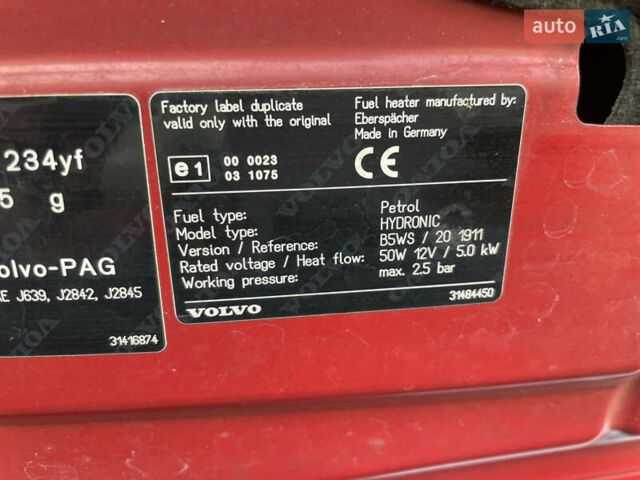 auto RIA
1234yf
5 g
olvo-PAG
E J639, J2842, J2845
31416874
Factory label duplicate
valid only with the original
Fuel heater manufactured by:
Eberspächer
Made in Germany
e1
00 0023
03 1075
CE
Fuel type: Petrol
Model type: HYDRONIC
Version / Reference: B5WS / 20 1911
Rated voltage / Heat flow: 50W 12V / 5.0 kW
Working pressure: max. 2.5 bar
VOLVO
31484450